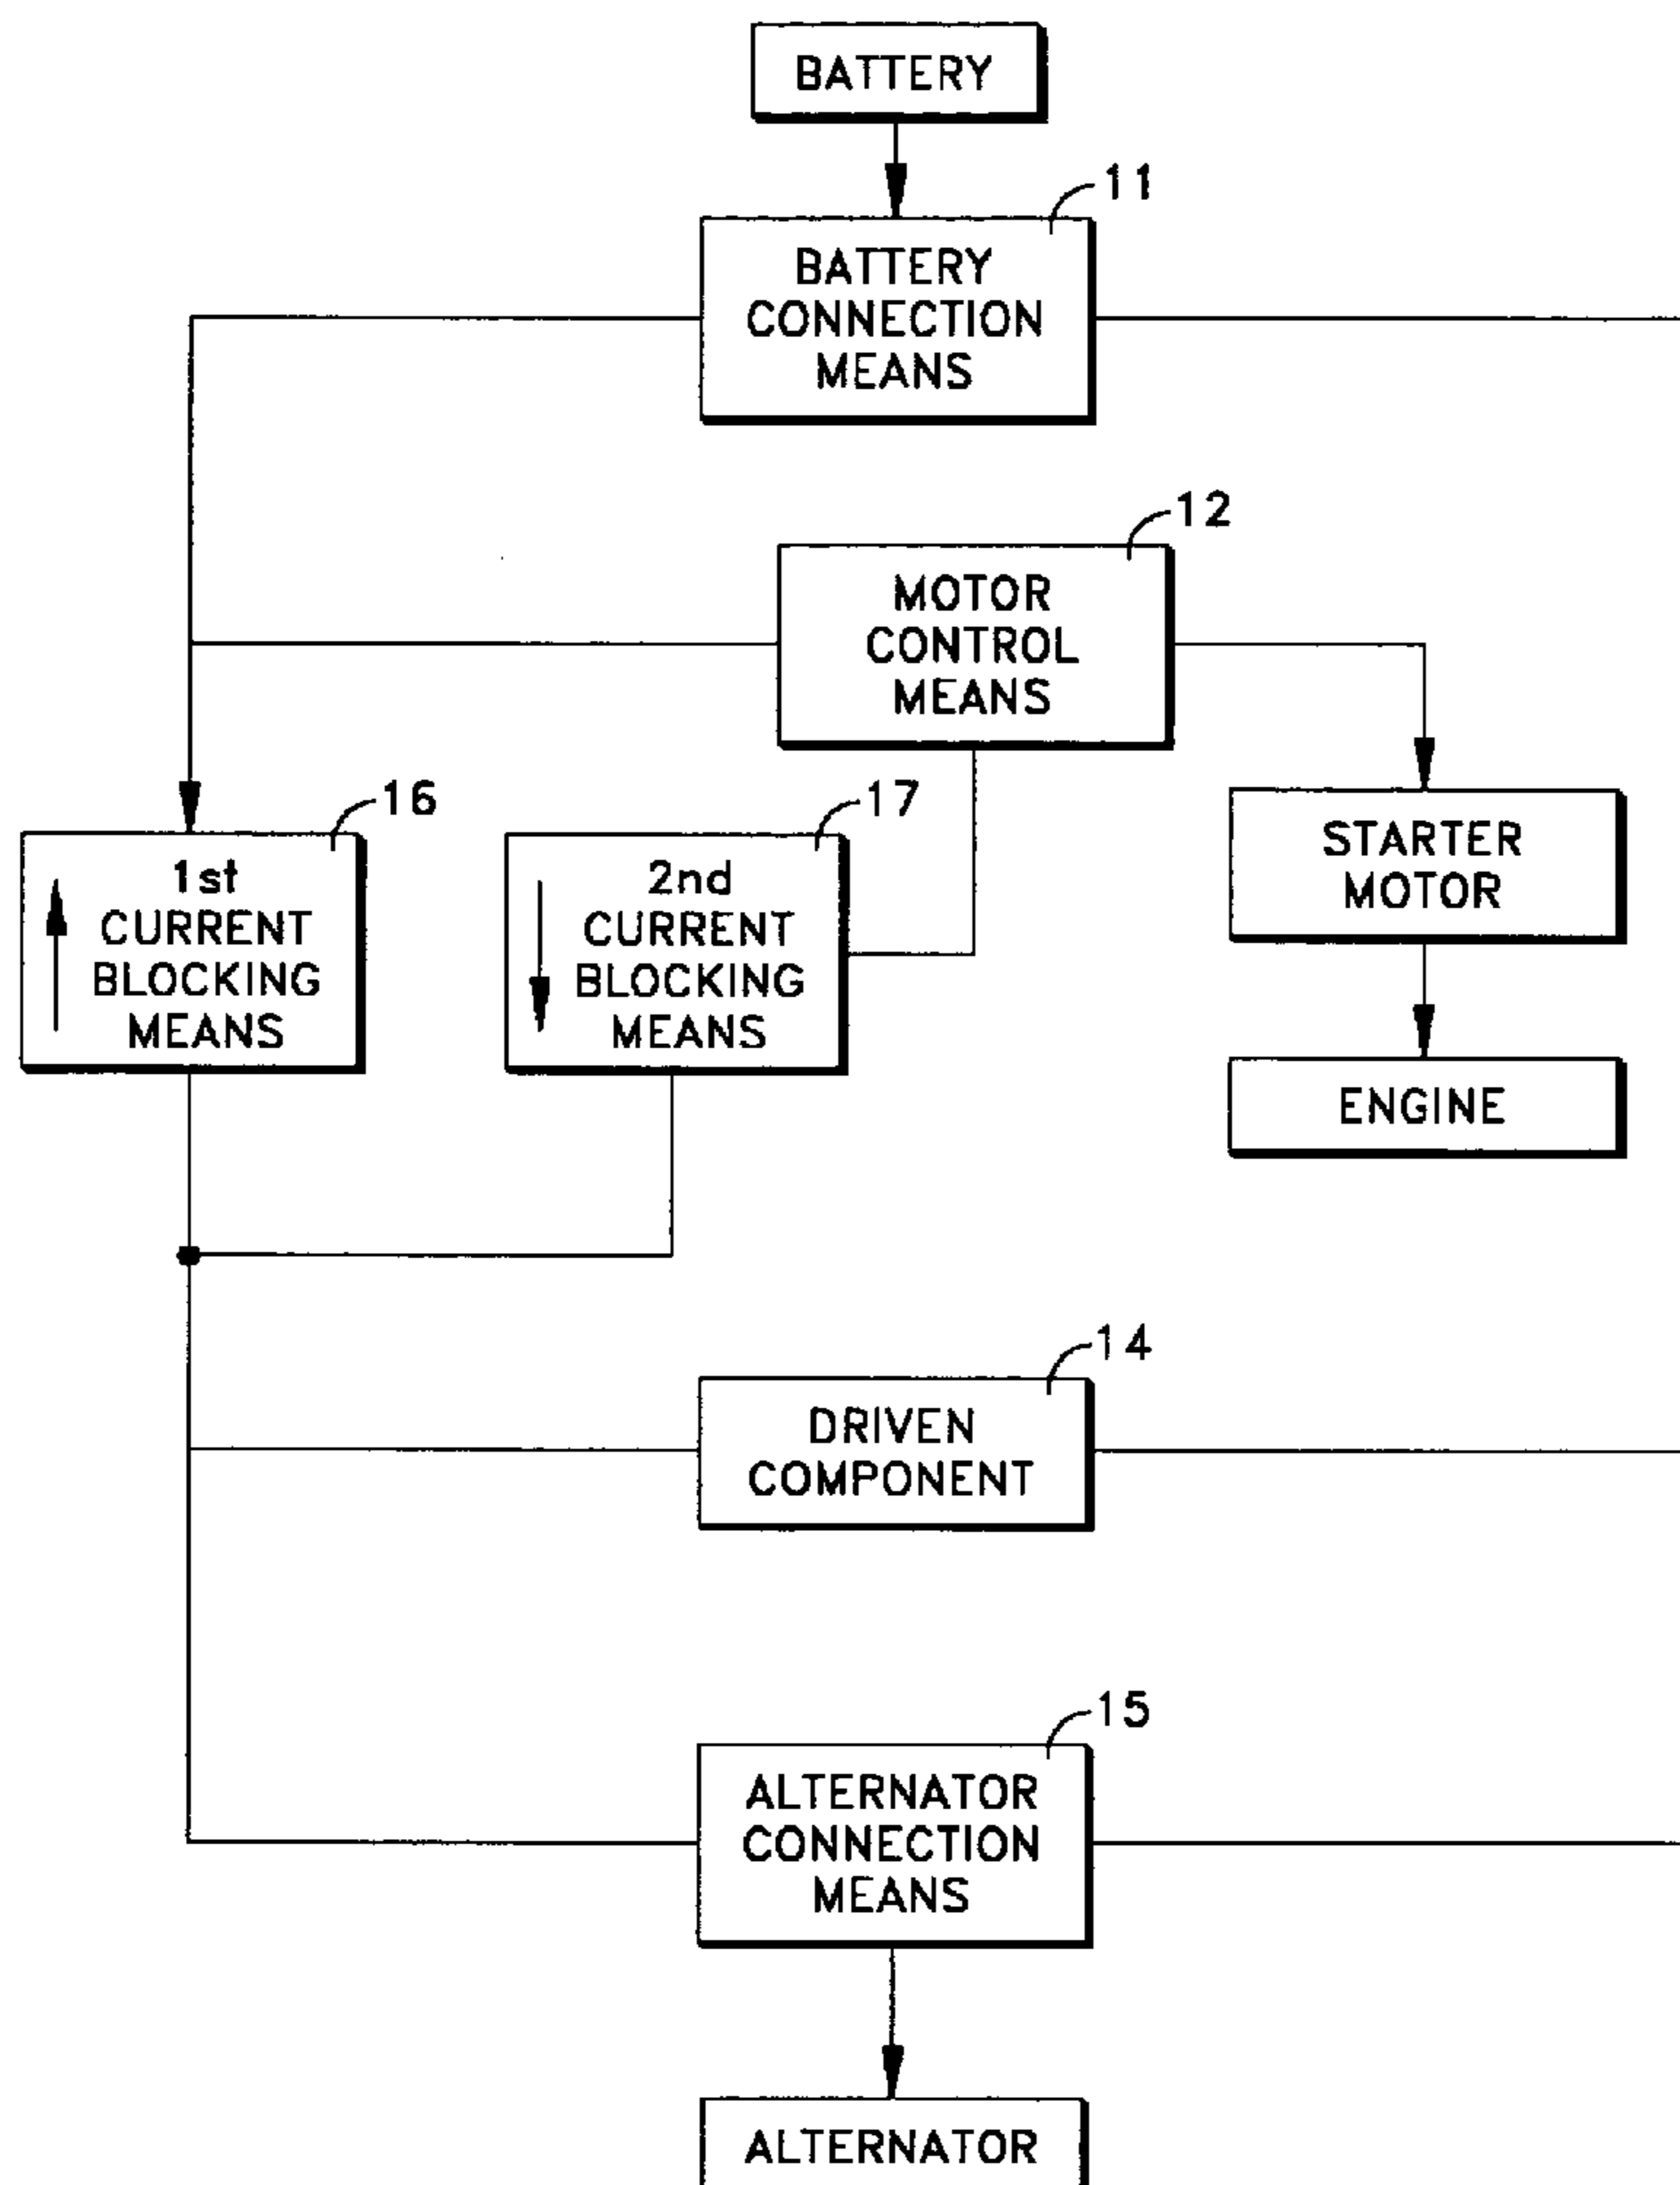 BATTERY
11
BATTERY
CONNECTION
MEANS
12
MOTOR
CONTROL
MEANS
16
1st
CURRENT
BLOCKING
MEANS
17
2nd
CURRENT
BLOCKING
MEANS
STARTER
MOTOR
ENGINE
14
DRIVEN
COMPONENT
15
ALTERNATOR
CONNECTION
MEANS
ALTERNATOR